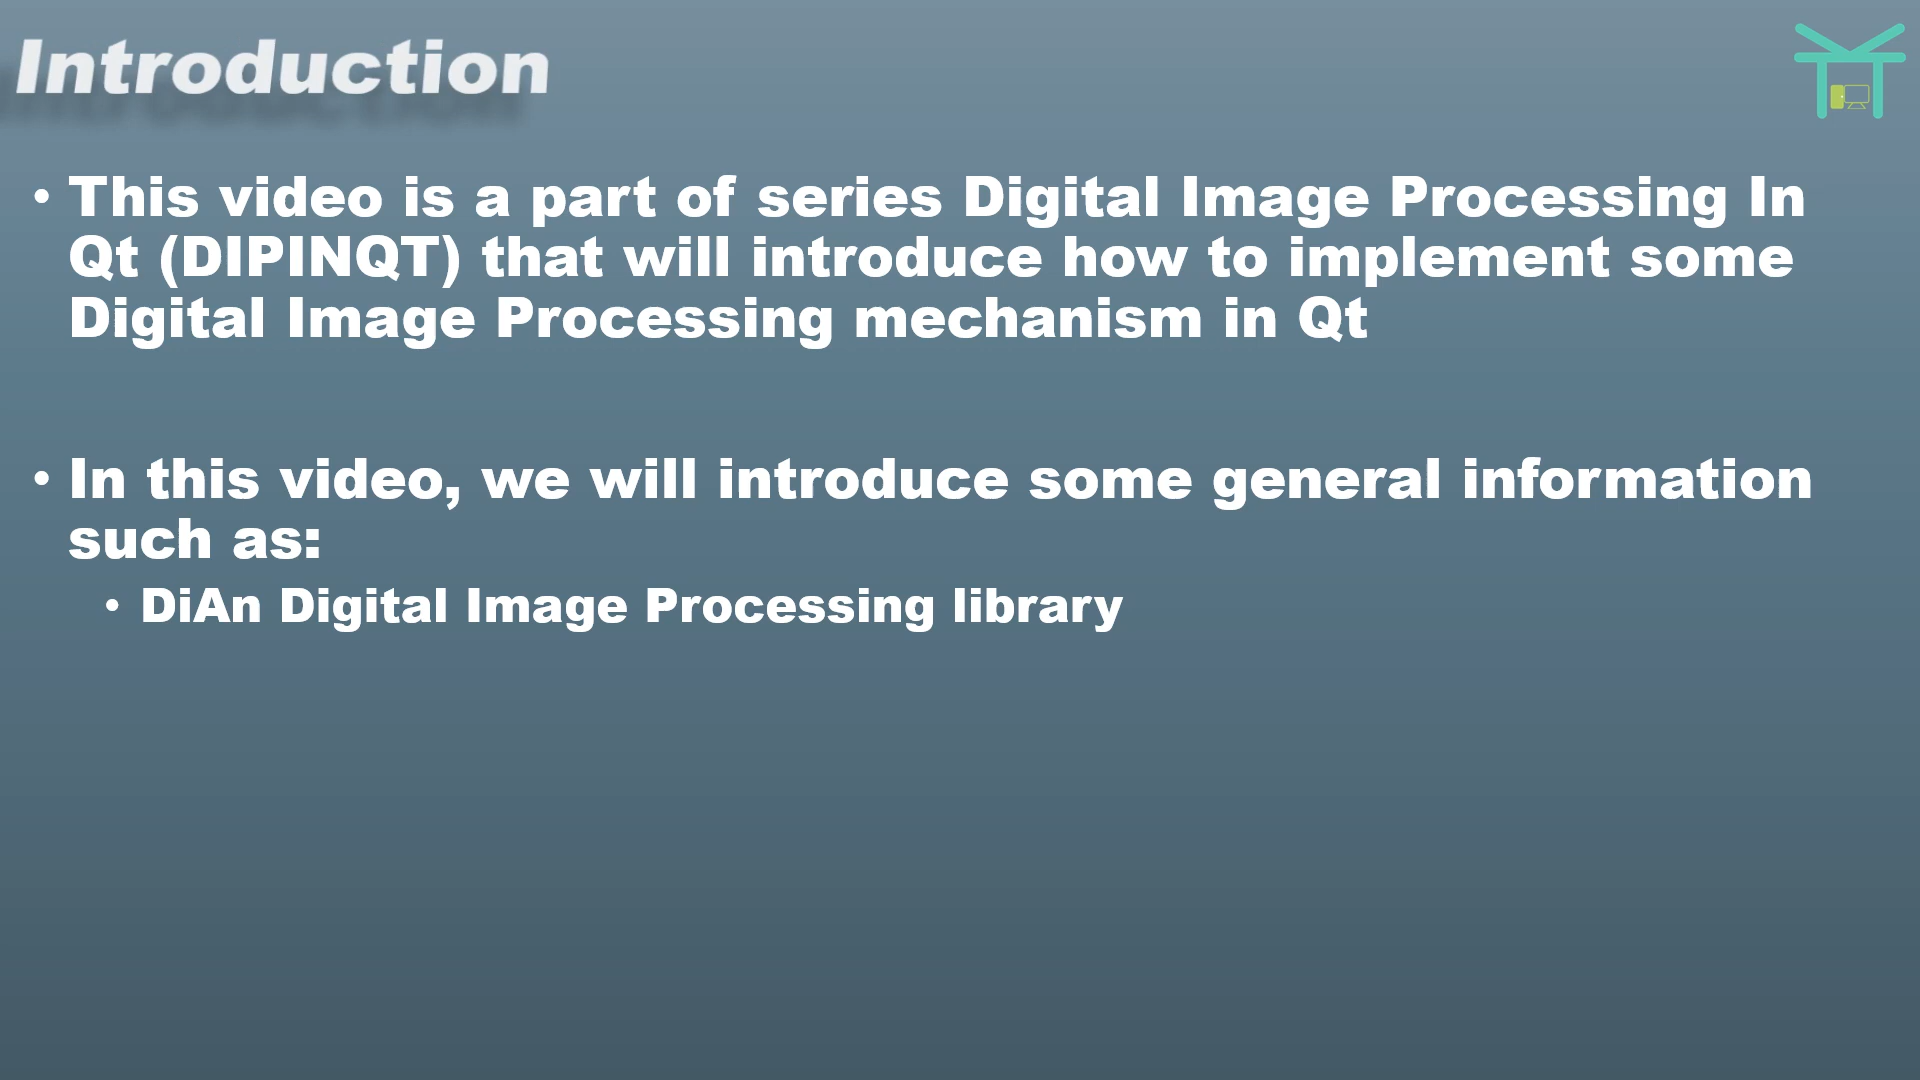 Introduction
• This video is a part of series Digital Image Processing In
Qt (DIPINQT) that will introduce how to implement some
Digital Image Processing mechanism in Qt
• In this video, we will introduce some general information
such as:
• DiAn Digital Image Processing library